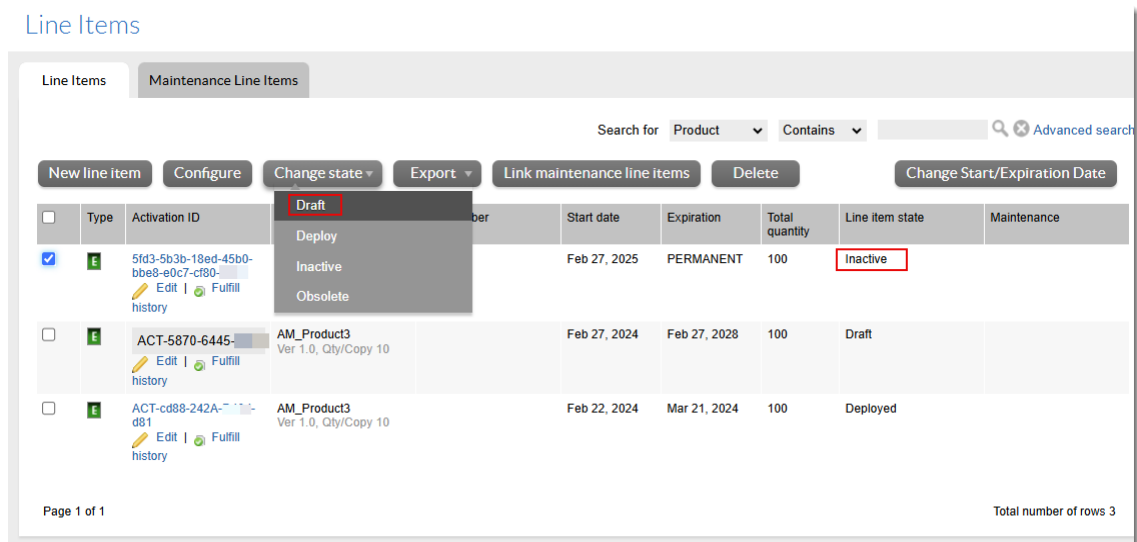 Line Items
Line Items
Maintenance Line Items
Search for Product Contains Advanced search
New line item Configure Change state Export Link maintenance line items Delete Change Start/Expiration Date
Draft
Deploy
Inactive
Obsolete
Type Activation ID ber Start date Expiration Total quantity Line item state Maintenance
E 5fd3-5b3b-18ed-45b0- Feb 27, 2025 PERMANENT 100 Inactive
bbe8-e0c7-cf80-
Edit | Fulfill
history
E ACT-5870-6445- AM_Product3 Feb 27, 2024 Feb 27, 2028 100 Draft
Ver 1.0, Qty/Copy 10
Edit | Fulfill
history
E ACT-cd88-242A- AM_Product3 Feb 22, 2024 Mar 21, 2024 100 Deployed
d81 Ver 1.0, Qty/Copy 10
Edit | Fulfill
history
Page 1 of 1 Total number of rows 3